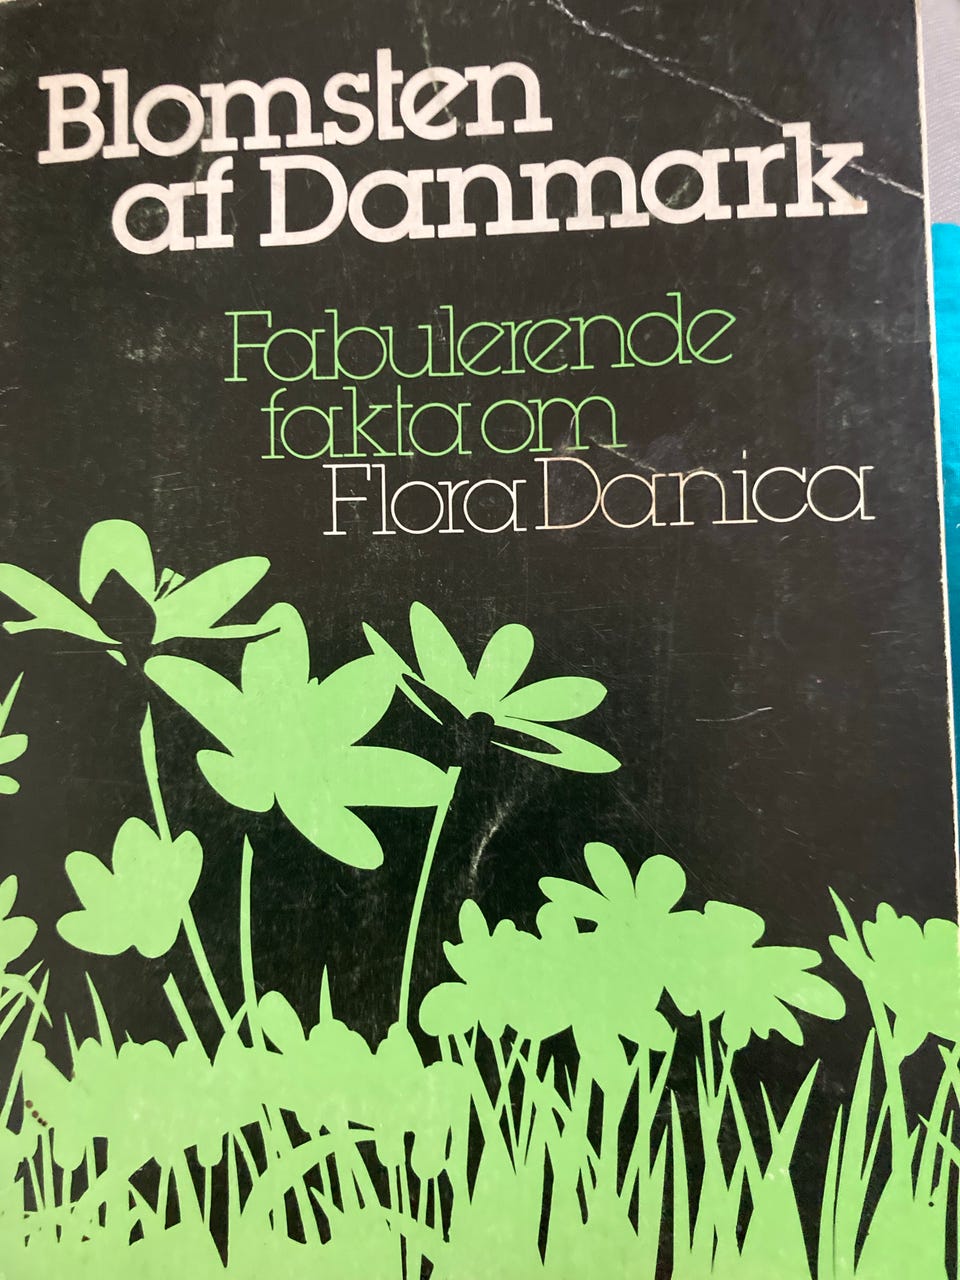 Blomsten
af Danmark
Fabulerende
fakta om
Flora Danica